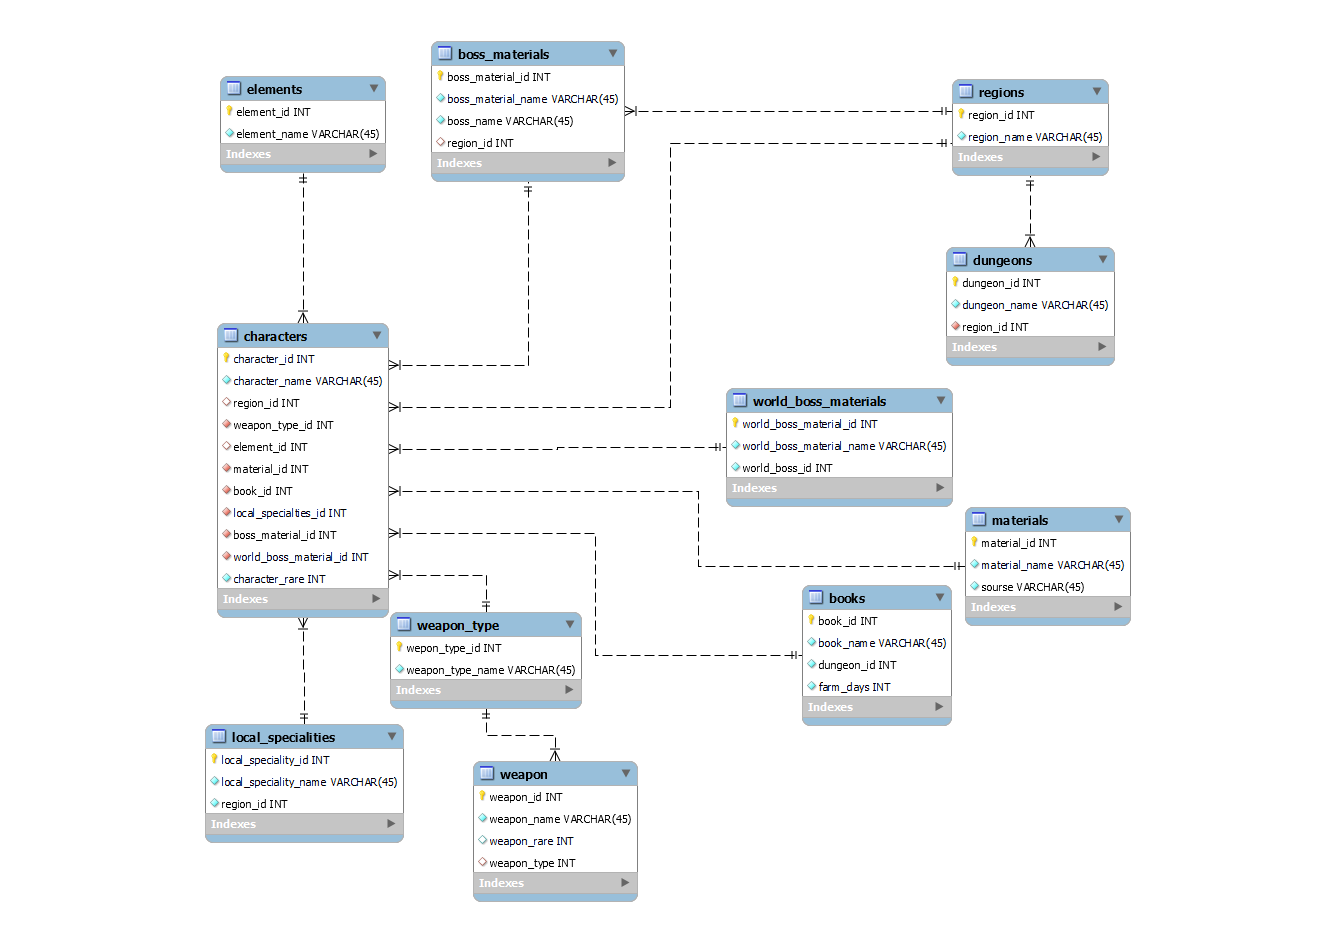 boss_materials
boss_material_id INT
boss_material_name VARCHAR(45)
boss_name VARCHAR(45)
region_id INT
Indexes
elements
element_id INT
element_name VARCHAR(45)
Indexes
regions
region_id INT
region_name VARCHAR(45)
Indexes
dungeons
dungeon_id INT
dungeon_name VARCHAR(45)
region_id INT
Indexes
characters
character_id INT
character_name VARCHAR(45)
region_id INT
weapon_type_id INT
element_id INT
material_id INT
book_id INT
local_specialties_id INT
boss_material_id INT
world_boss_material_id INT
character_rare INT
Indexes
world_boss_materials
world_boss_material_id INT
world_boss_material_name VARCHAR(45)
world_boss_id INT
Indexes
materials
material_id INT
material_name VARCHAR(45)
sourse VARCHAR(45)
Indexes
books
book_id INT
book_name VARCHAR(45)
dungeon_id INT
farm_days INT
Indexes
weapon_type
wepon_type_id INT
weapon_type_name VARCHAR(45)
Indexes
local_specialities
local_speciality_id INT
local_speciality_name VARCHAR(45)
region_id INT
Indexes
weapon
weapon_id INT
weapon_name VARCHAR(45)
weapon_rare INT
weapon_type INT
Indexes